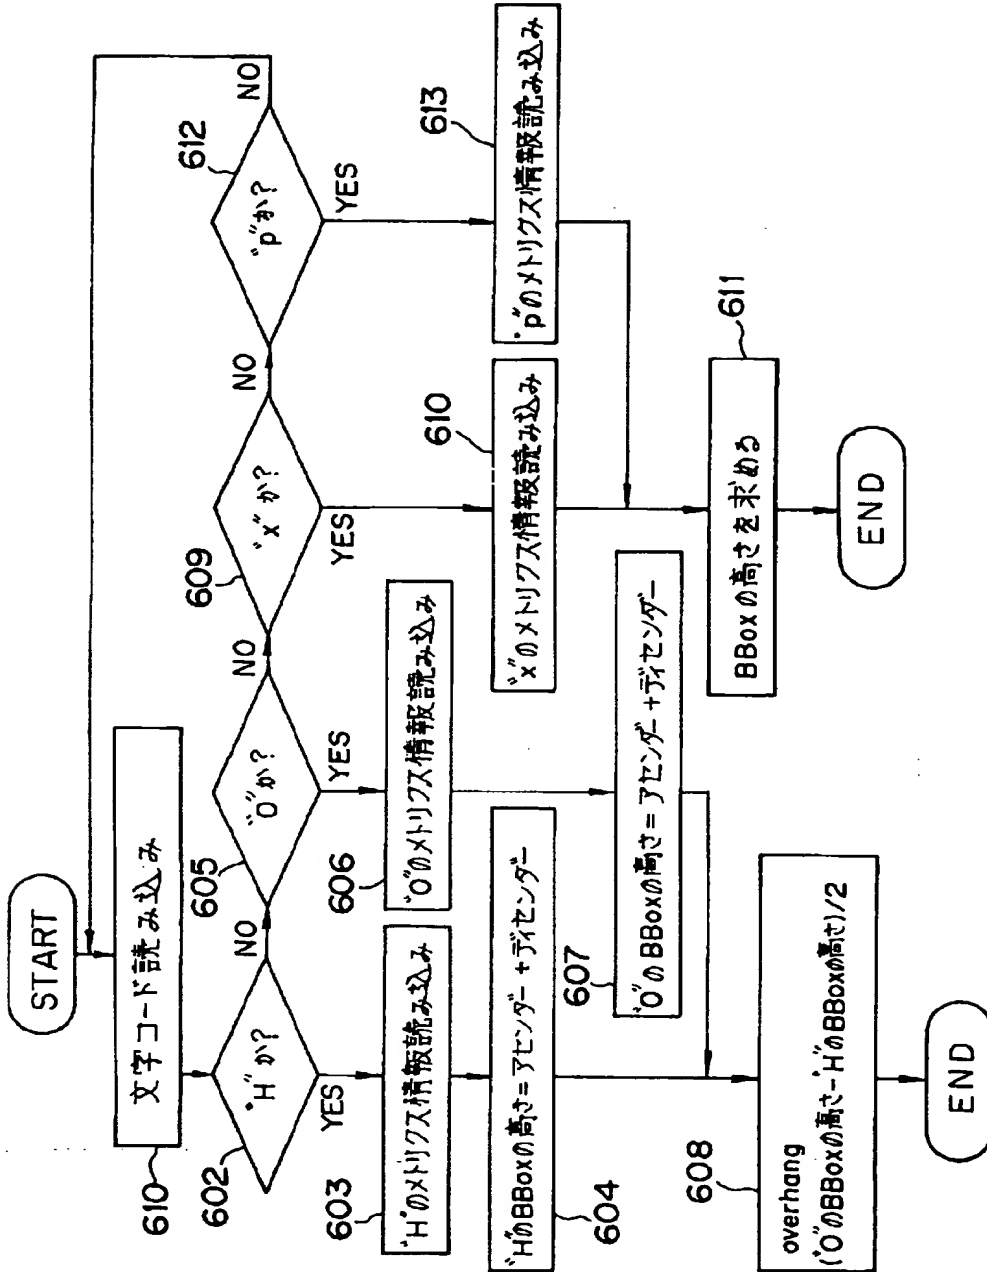 START
610
文字コード読み込み
602
"H"か?
NO
YES
605
"O"か?
NO
YES
609
"x"か?
NO
YES
612
"p"か?
NO
YES
603
"H"のメトリクス情報読み込み
606
"O"のメトリクス情報読み込み
610
"x"のメトリクス情報読み込み
613
"p"のメトリクス情報読み込み
604
"H"のBBoxの高さ=アセンダー+ディセンダー
607
"O"のBBoxの高さ=アセンダー+ディセンダー
611
BBoxの高さを求める
END
608
overhang
("O"のBBoxの高さ-"H"のBBoxの高さ)/2
END